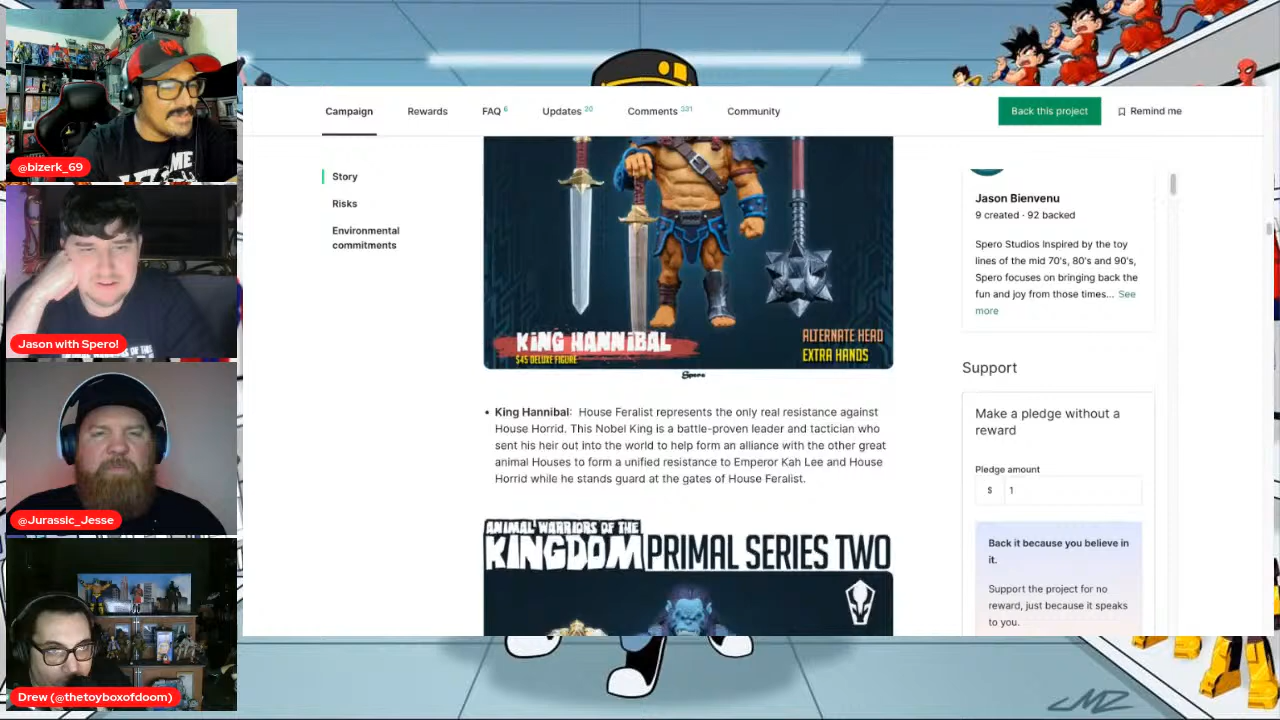 @bizerk_69
Jason with Spero!
@Jurassic_Jesse
Drew (@thetoyboxofdoom)
Campaign
Rewards
FAQ 6
Updates 20
Comments 331
Community
Back this project
Remind me
Story
Risks
Environmental
commitments
KING HANNIBAL
$45 DELUXE FIGURE
ALTERNATE HEAD
EXTRA HANDS
Spero
• King Hannibal: House Feralist represents the only real resistance against
House Horrid. This Nobel King is a battle-proven leader and tactician who
sent his heir out into the world to help form an alliance with the other great
animal Houses to form a unified resistance to Emperor Kah Lee and House
Horrid while he stands guard at the gates of House Feralist.
ANIMAL WARRIORS OF THE
KINGDOM PRIMAL SERIES TWO
Jason Bienvenu
9 created · 92 backed
Spero Studios Inspired by the toy
lines of the mid 70's, 80's and 90's,
Spero focuses on bringing back the
fun and joy from those times... See
more
Support
Make a pledge without a
reward
Pledge amount
$ 1
Back it because you believe in
it.
Support the project for no
reward, just because it speaks
to you.